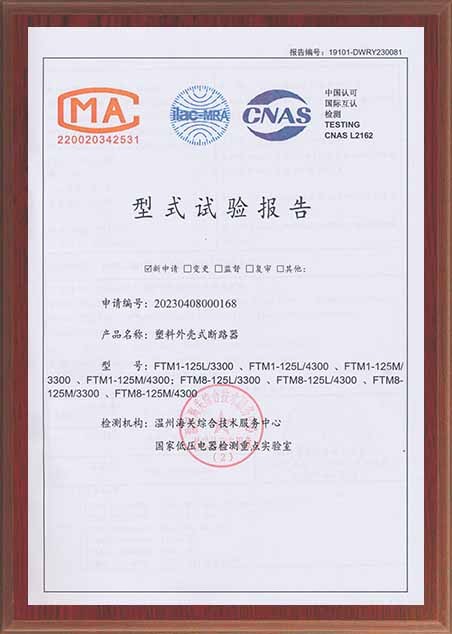 报告编号：19101-DWRY230081
MA
220020342531
ilac-MRA
CNAS
中国认可
国际互认
检测
TESTING
CNAS L2162
型式试验报告
☑新申请 □变更 □监督 □复审 □其他：
申请编号：20230408000168
产品名称：塑料外壳式断路器
型 号：FTM1-125L/3300 、FTM1-125L/4300 、FTM1-125M/
3300 、FTM1-125M/4300；FTM8-125L/3300 、FTM8-125L/4300 、FTM8-
125M/3300 、FTM8-125M/4300
检测机构：温州海关综合技术服务中心
国家低压电器检测重点实验室
（2）